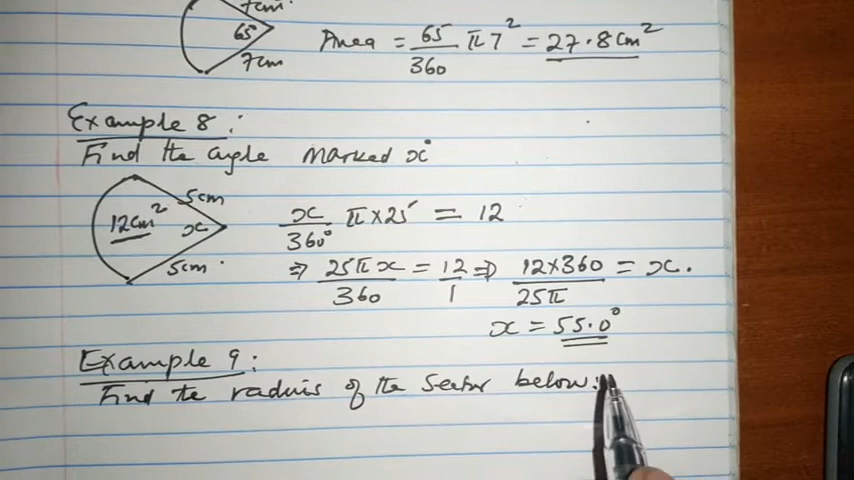 7cm.
65°
7cm
Area = 65/360 π 7² = 27.8cm²
Example 8:
Find the angle marked x°
5cm
12cm²
x
5cm.
x/360° π × 25 = 12
⇒ 25πx/360 = 12/1 ⇒ 12×360/25π = x.
x = 55.0°
Example 9:
Find the radius of the sector below: